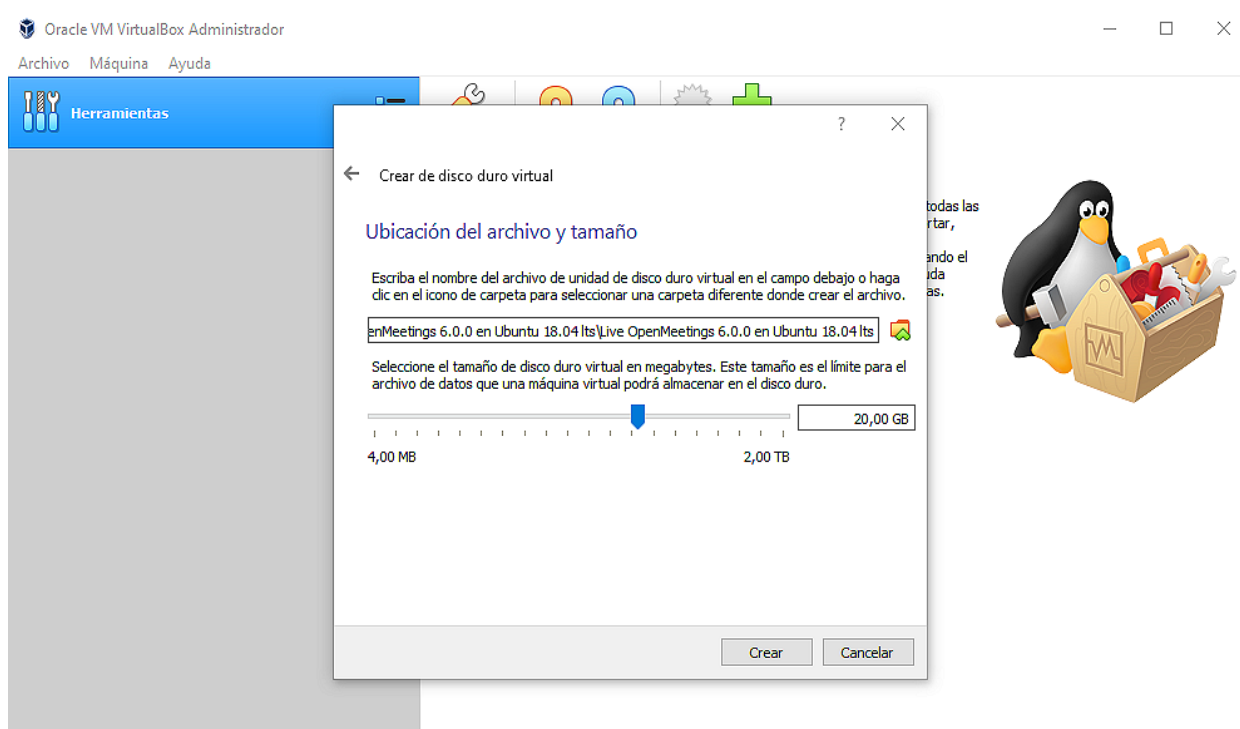 Oracle VM VirtualBox Administrador
Archivo Máquina Ayuda
Herramientas
?
Crear de disco duro virtual
Ubicación del archivo y tamaño
Escriba el nombre del archivo de unidad de disco duro virtual en el campo debajo o haga
clic en el icono de carpeta para seleccionar una carpeta diferente donde crear el archivo.
enMeetings 6.0.0 en Ubuntu 18.04 lts\Live OpenMeetings 6.0.0 en Ubuntu 18.04 lts
Seleccione el tamaño de disco duro virtual en megabytes. Este tamaño es el límite para el
archivo de datos que una máquina virtual podrá almacenar en el disco duro.
20,00 GB
4,00 MB
2,00 TB
Crear
Cancelar
todas las
rtar,
ando el
uda
as.